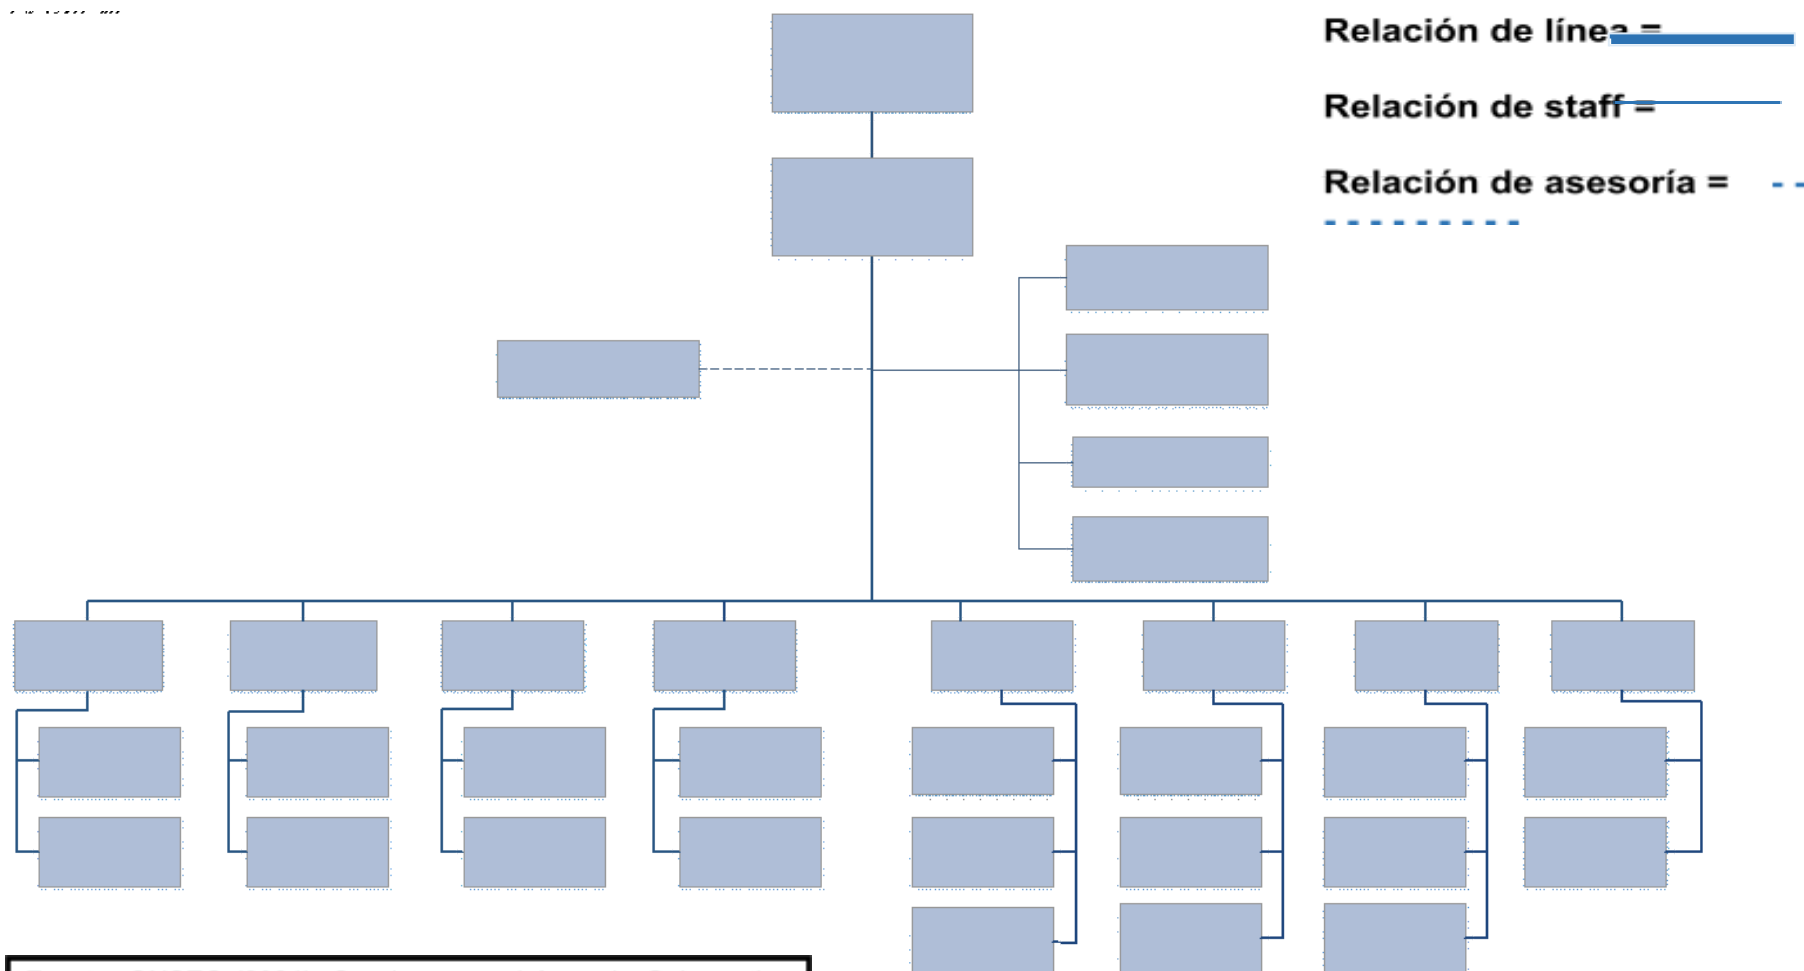 Relación de línea =
Relación de staff =
Relación de asesoría = - -
- - - - - - - - -